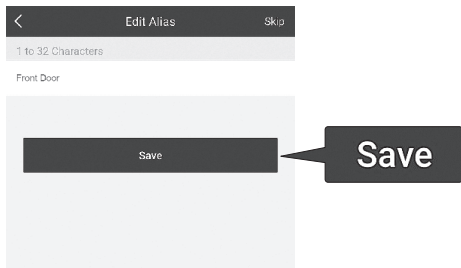 Edit Alias Skip
1 to 32 Characters
Front Door
Save
Save